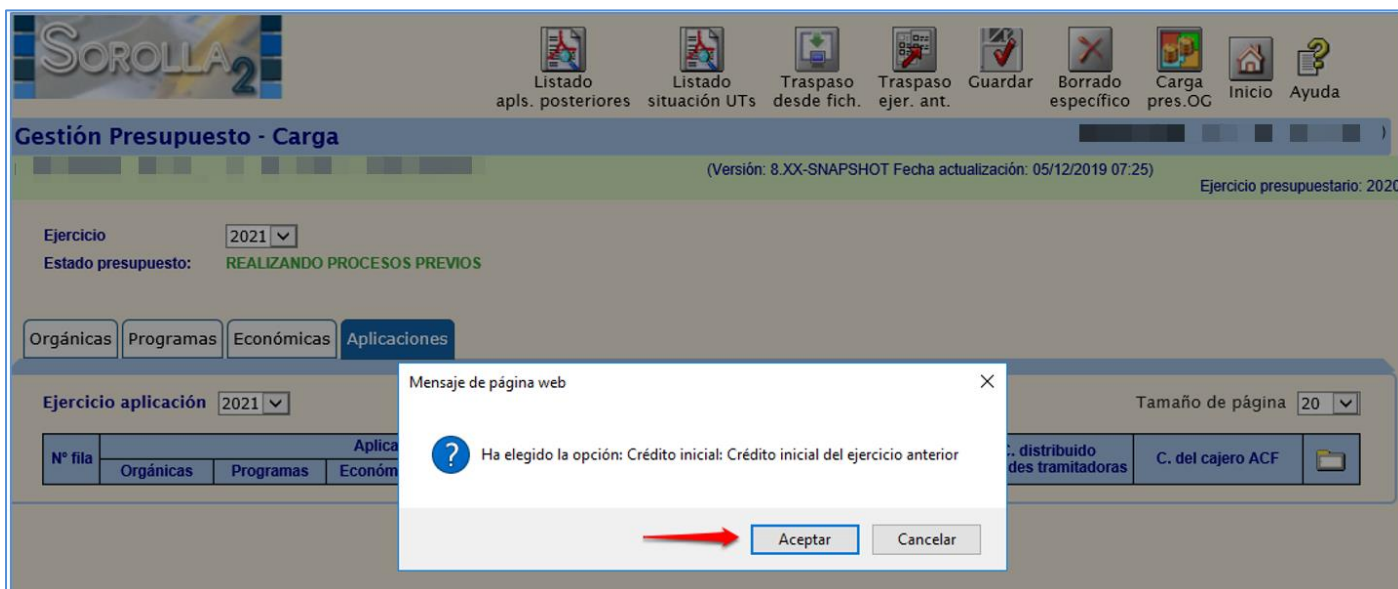 SOROLLA2
Listado apls. posteriores
Listado situación UTs
Traspaso desde fich.
Traspaso ejer. ant.
Guardar
Borrado específico
Carga pres.OG
Inicio
Ayuda
Gestión Presupuesto - Carga
)
(Versión: 8.XX-SNAPSHOT Fecha actualización: 05/12/2019 07:25)
Ejercicio presupuestario: 2020
Ejercicio 2021
Estado presupuesto: REALIZANDO PROCESOS PREVIOS
Orgánicas Programas Económicas Aplicaciones
Mensaje de página web
Ejercicio aplicación 2021
Tamaño de página 20
Ha elegido la opción: Crédito inicial: Crédito inicial del ejercicio anterior
Nº fila Aplica C. distribuido C. del cajero ACF
Orgánicas Programas Económ des tramitadoras
Aceptar Cancelar